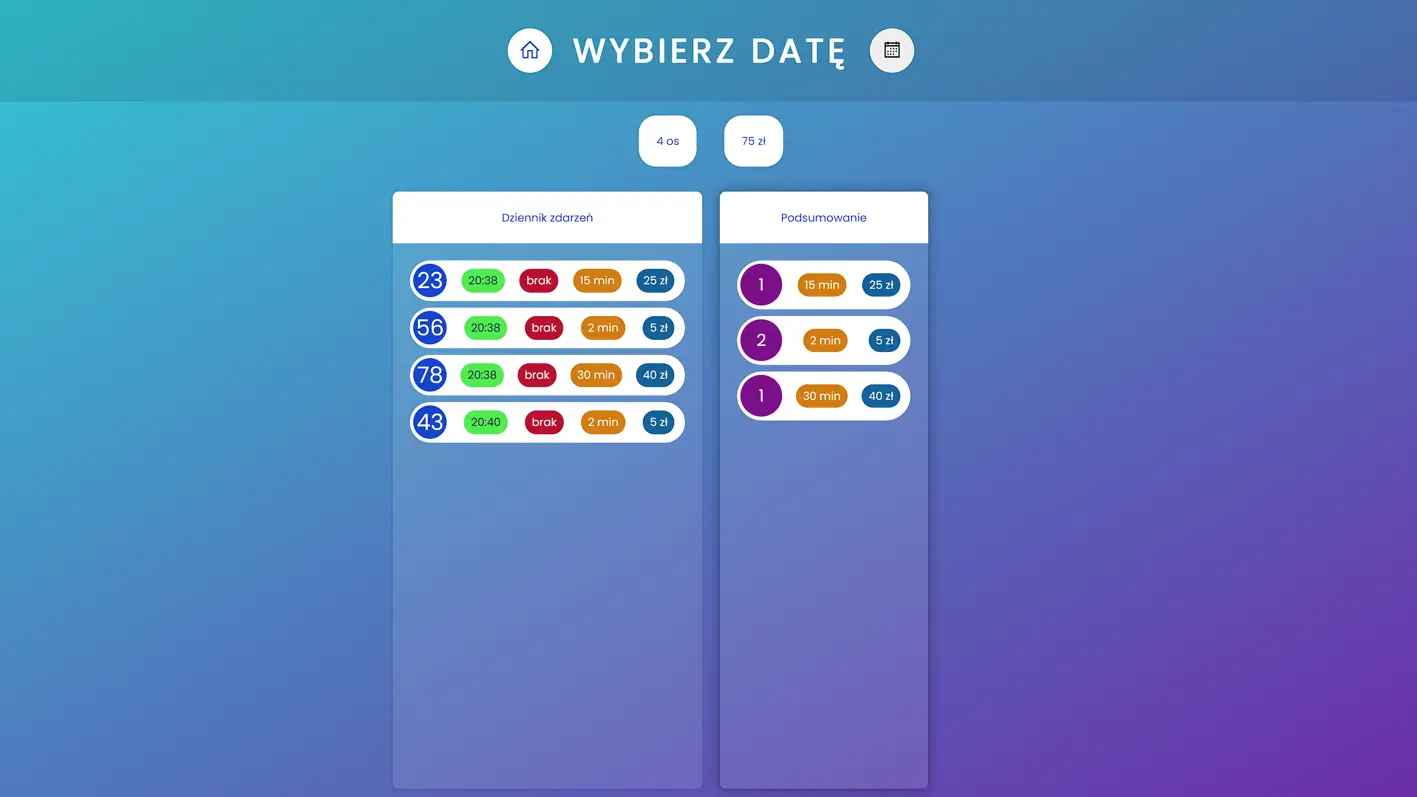 WYBIERZ DATĘ
4 os 75 zł
Dziennik zdarzeń
23 20:38 brak 15 min 25 zł
56 20:38 brak 2 min 5 zł
78 20:38 brak 30 min 40 zł
43 20:40 brak 2 min 5 zł
Podsumowanie
1 15 min 25 zł
2 2 min 5 zł
1 30 min 40 zł